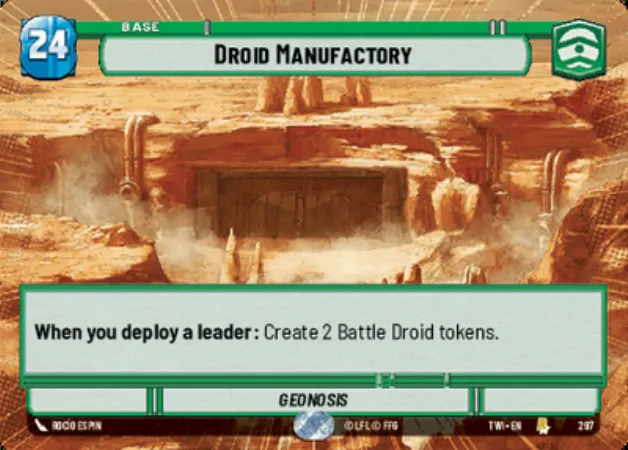 24
BASE
DROID MANUFACTORY
When you deploy a leader: Create 2 Battle Droid tokens.
GEONOSIS
ROCÍO ESPIN
© LFL © FFG
TWI • EN
297